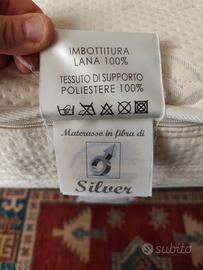 IMBOTTITURA
LANA 100%
TESSUTO DI SUPPORTO
POLIESTERE 100%
Materasso in fibra di
Silver
subito